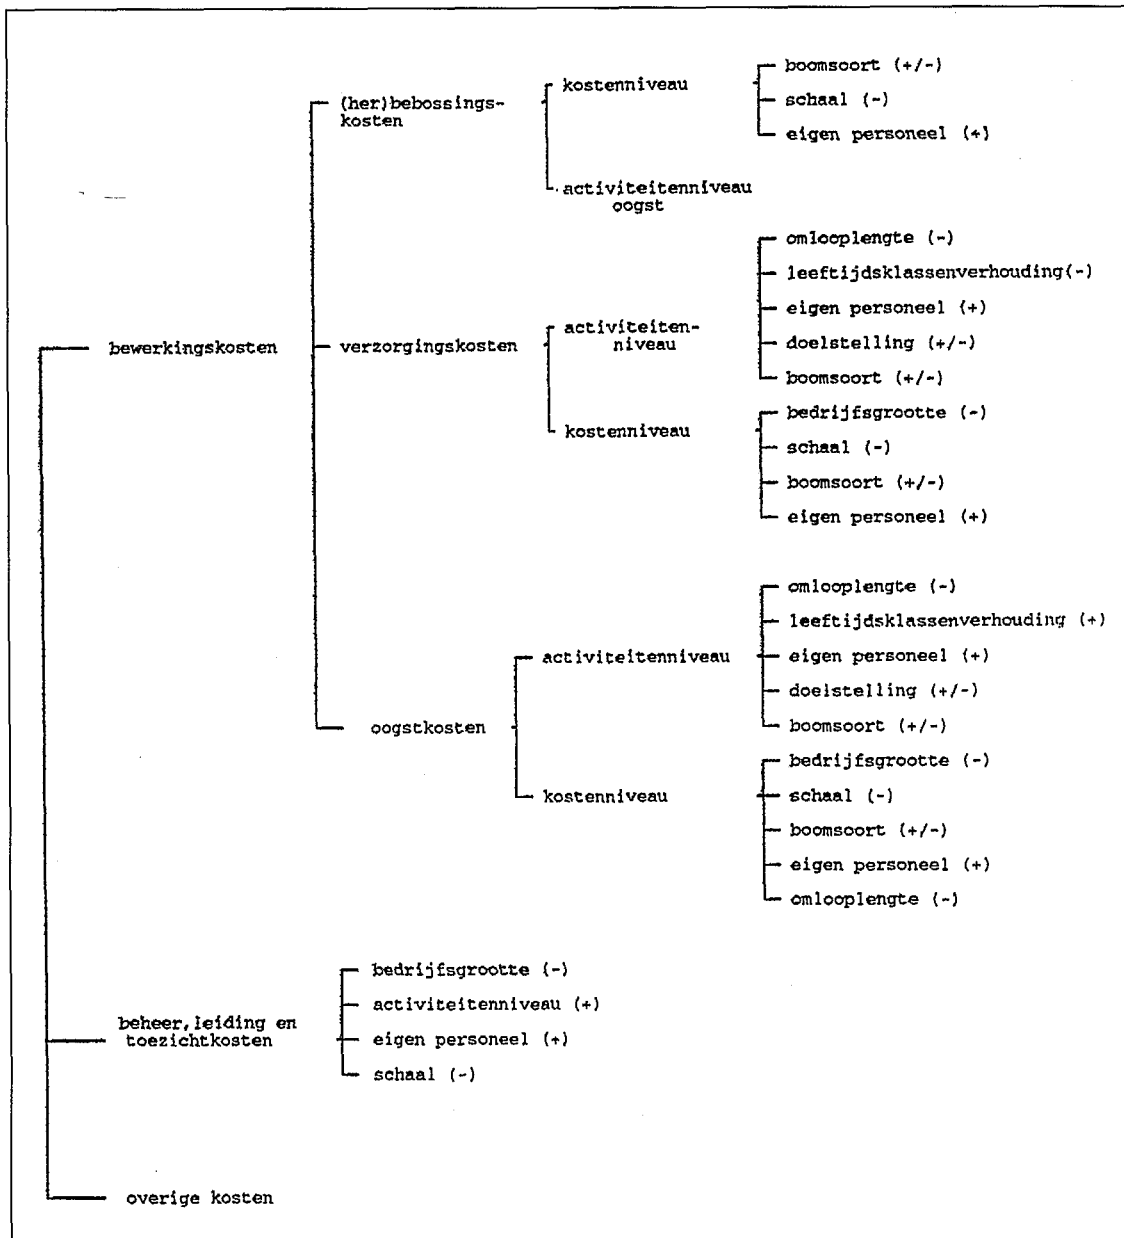 boomsoort (+/-)
kostenniveau
(her)bebossings-
kosten
schaal (-)
eigen personeel (+)
activiteitenniveau
oogst
omlooplengte (-)
leeftijdsklassenverhouding(-)
eigen personeel (+)
activiteiten-
niveau
bewerkingskosten
verzorgingskosten
doelstelling (+/-)
boomsoort (+/-)
bedrijfsgrootte (-)
kostenniveau
schaal (-)
boomsoort (+/-)
eigen personeel (+)
omlooplengte (-)
leeftijdsklassenverhouding (+)
activiteitenniveau
eigen personeel (+)
doelstelling (+/-)
oogstkosten
boomsoort (+/-)
bedrijfsgrootte (-)
kostenniveau
schaal (-)
boomsoort (+/-)
eigen personeel (+)
omlooplengte (-)
bedrijfsgrootte (-)
activiteitenniveau (+)
beheer, leiding en
toezichtkosten
eigen personeel (+)
schaal (-)
overige kosten